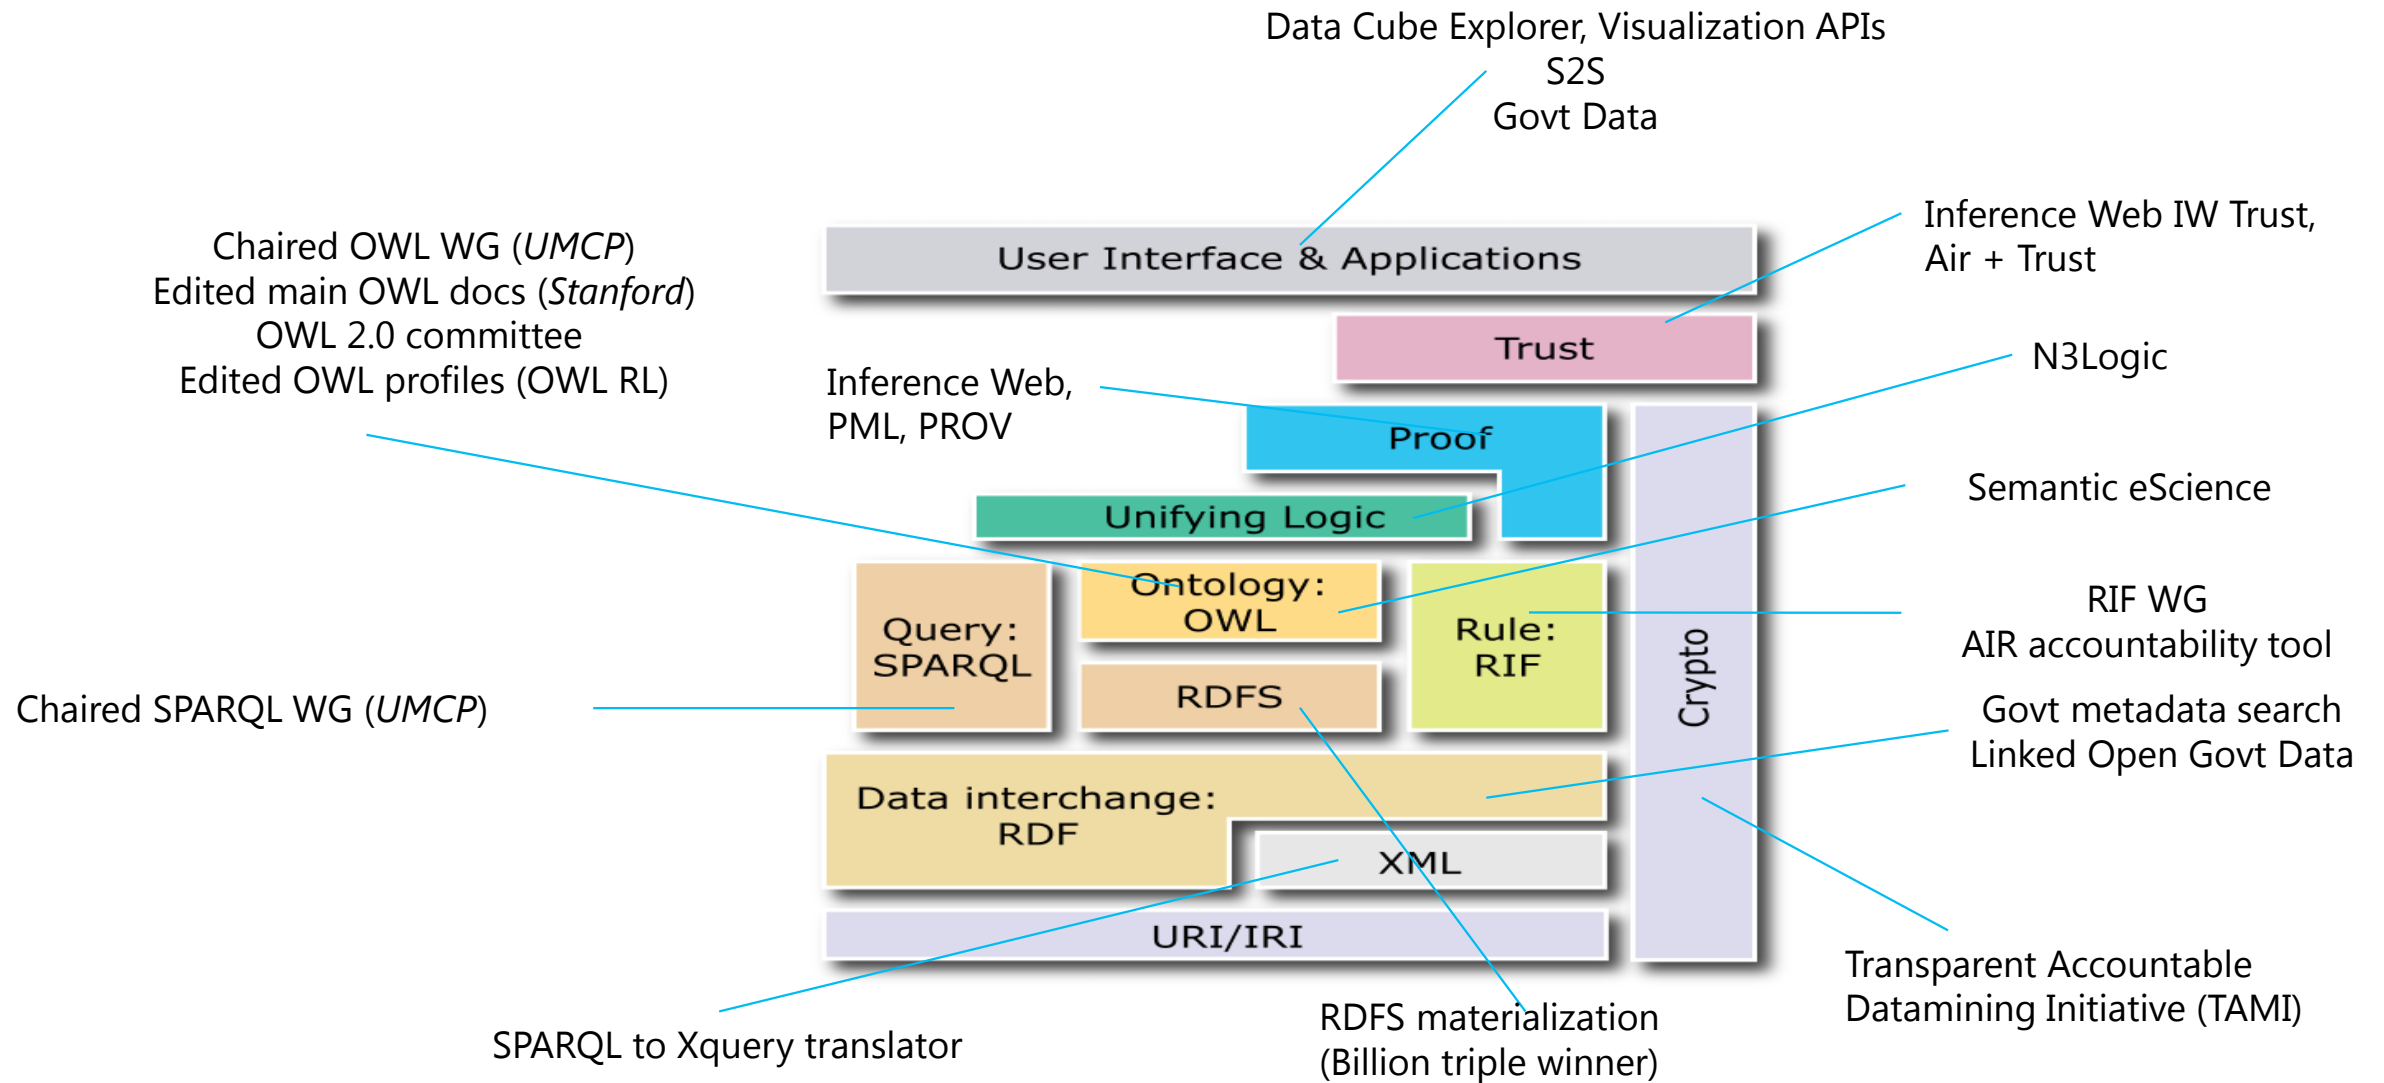 Data Cube Explorer, Visualization APIs
S2S
Govt Data
Chaired OWL WG (UMCP)
Edited main OWL docs (Stanford)
OWL 2.0 committee
Edited OWL profiles (OWL RL)
Inference Web IW Trust,
Air + Trust
User Interface & Applications
Trust
Inference Web,
PML, PROV
N3Logic
Proof
Semantic eScience
Unifying Logic
Query:
SPARQL
Ontology:
OWL
Rule:
RIF
RIF WG
AIR accountability tool
Crypto
RDFS
Chaired SPARQL WG (UMCP)
Govt metadata search
Linked Open Govt Data
Data interchange:
RDF
XML
URI/IRI
Transparent Accountable
Datamining Initiative (TAMI)
SPARQL to Xquery translator
RDFS materialization
(Billion triple winner)